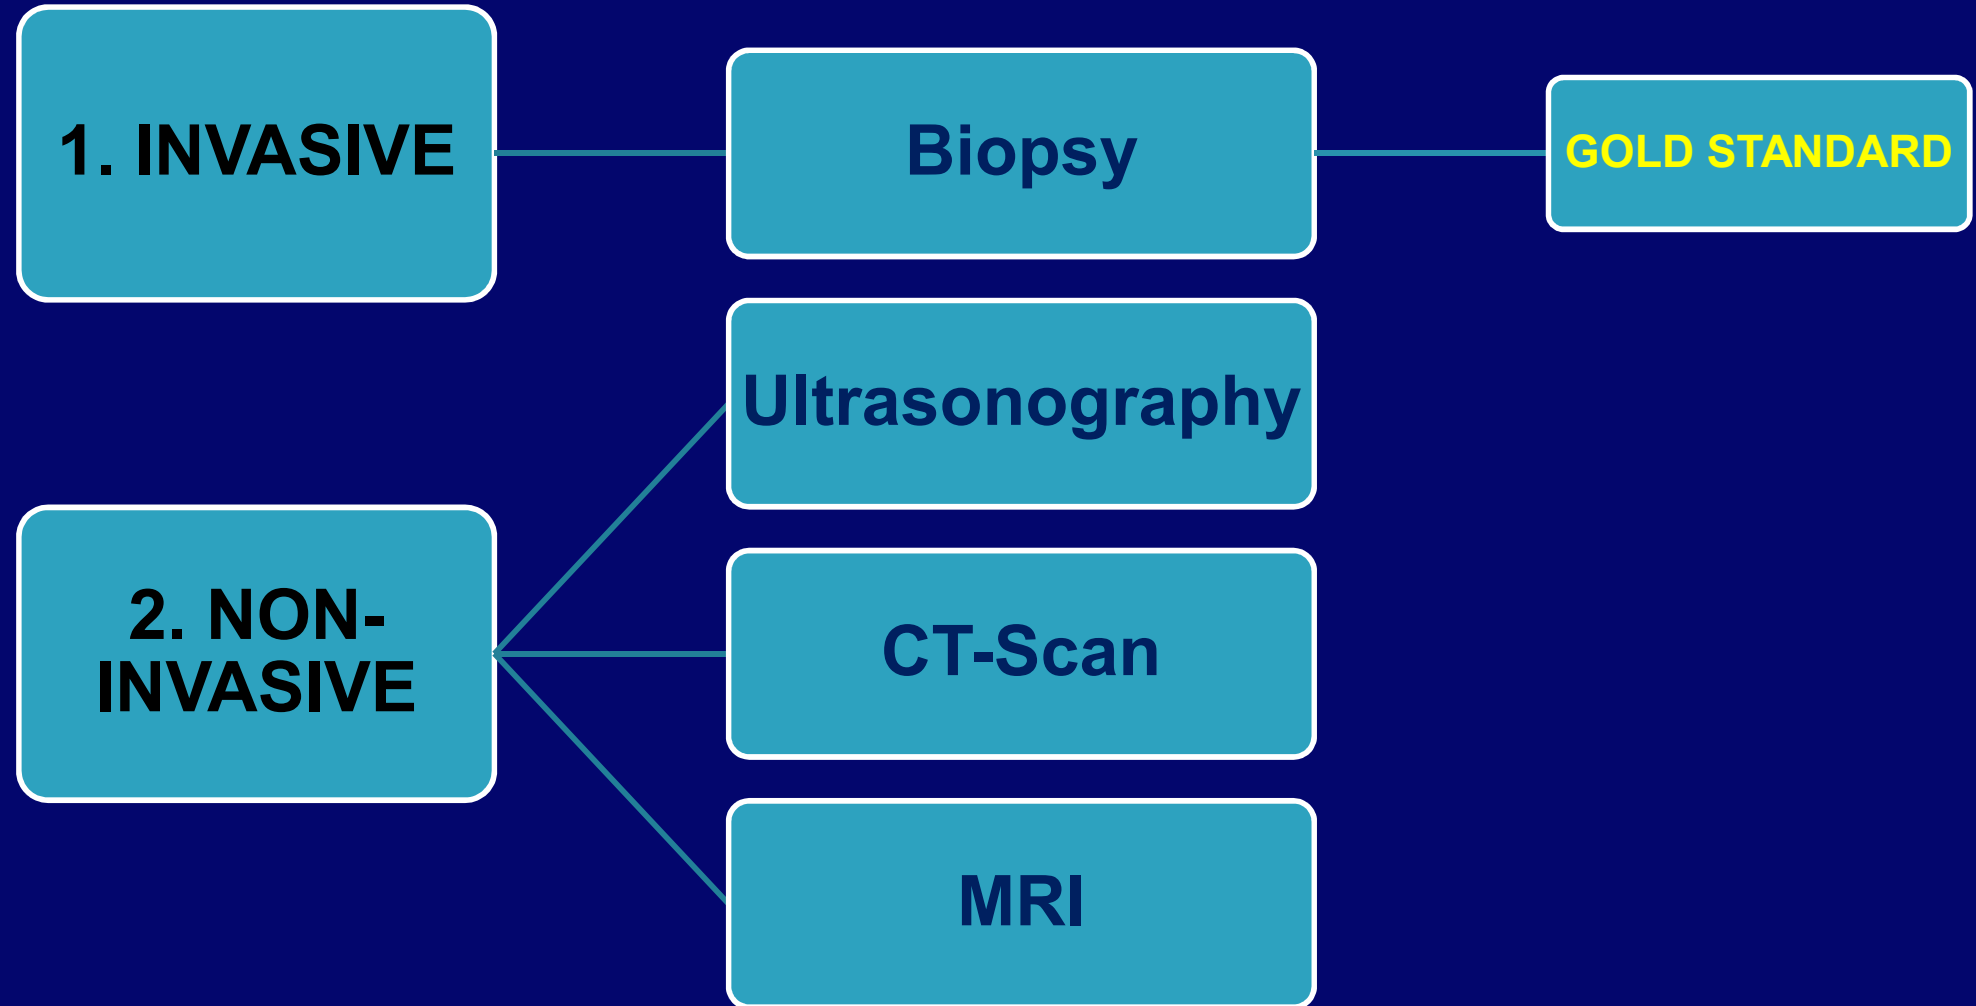 1. INVASIVE
Biopsy
GOLD STANDARD
2. NON-
INVASIVE
Ultrasonography
CT-Scan
MRI